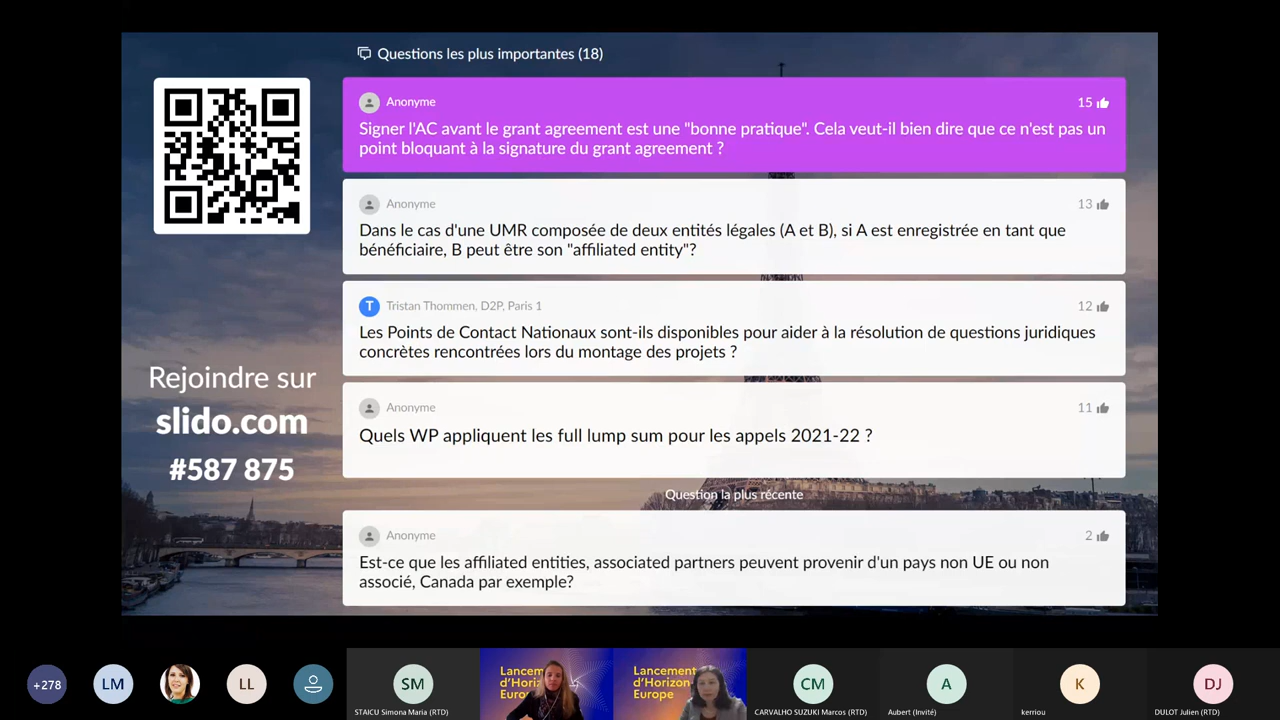 Questions les plus importantes (18)
Anonyme
15
Signer l'AC avant le grant agreement est une "bonne pratique". Cela veut-il bien dire que ce n'est pas un
point bloquant à la signature du grant agreement ?
Anonyme
13
Dans le cas d'une UMR composée de deux entités légales (A et B), si A est enregistrée en tant que
bénéficiaire, B peut être son "affiliated entity"?
T
Tristan Thommen, D2P, Paris 1
12
Les Points de Contact Nationaux sont-ils disponibles pour aider à la résolution de questions juridiques
concrètes rencontrées lors du montage des projets ?
Anonyme
11
Quels WP appliquent les full lump sum pour les appels 2021-22 ?
Question la plus récente
Anonyme
2
Est-ce que les affiliated entities, associated partners peuvent provenir d'un pays non UE ou non
associé, Canada par exemple?
Rejoindre sur
slido.com
#587 875
+278
LM
LL
SM
STAICU Simona Maria (RTD)
Lancem
d'Horiz
Euro
Lancement
d'Horizon
Europe
CM
CARVALHO SUZUKI Marcos (RTD)
A
Aubert (Invité)
K
kerriou
DJ
DULOT Julien (RTD)